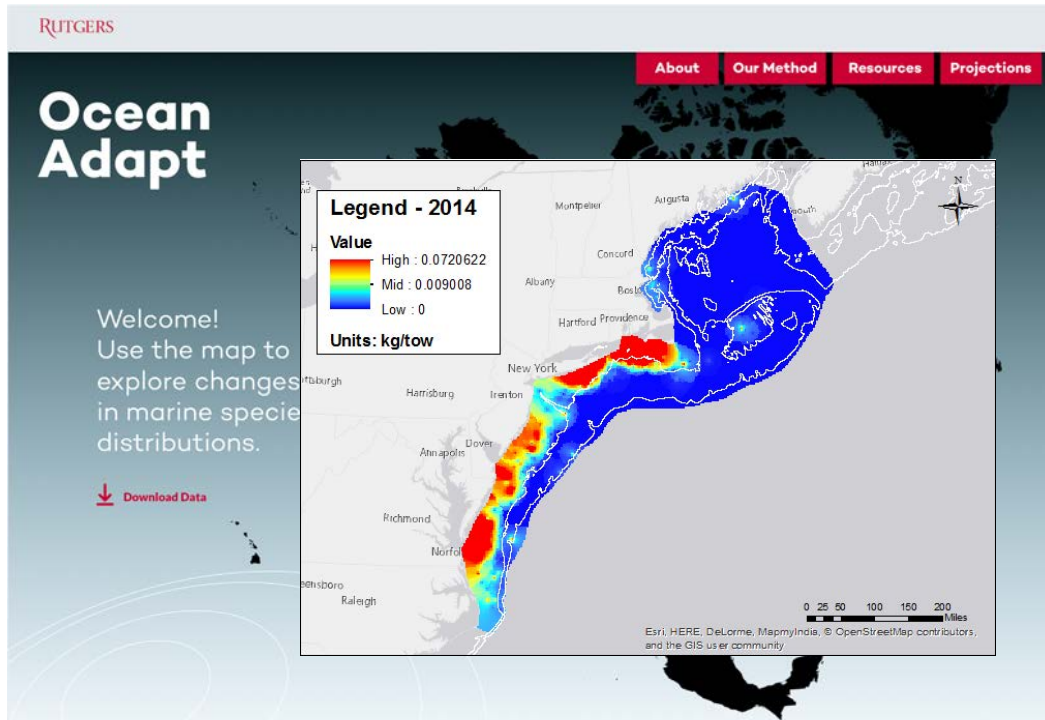 RUTGERS
About
Our Method
Resources
Projections
Ocean
Adapt
Welcome!
Use the map to
explore changes
in marine specie
distributions.
Download Data
Legend - 2014
Value
High : 0.0720622
Mid : 0.009008
Low : 0
Units: kg/tow
N
Montpelier
Augusta
Concord
Albany
Bosto
Hartford
Providence
New York
Harrisburg
Trenton
Dover
Annapolis
Richmond
Norfol
Raleigh
0 25 50 100 150 200
Miles
Esri, HERE, DeLorme, MapmyIndia, © OpenStreetMap contributors,
and the GIS user community